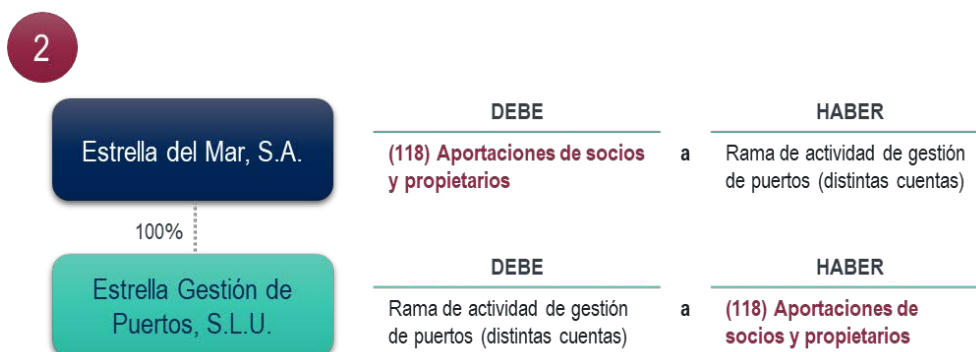 2
Estrella del Mar, S.A.
DEBE
HABER
(118) Aportaciones de socios
y propietarios
a
Rama de actividad de gestión
de puertos (distintas cuentas)
100%
Estrella Gestión de
Puertos, S.L.U.
DEBE
HABER
Rama de actividad de gestión
de puertos (distintas cuentas)
a
(118) Aportaciones de
socios y propietarios